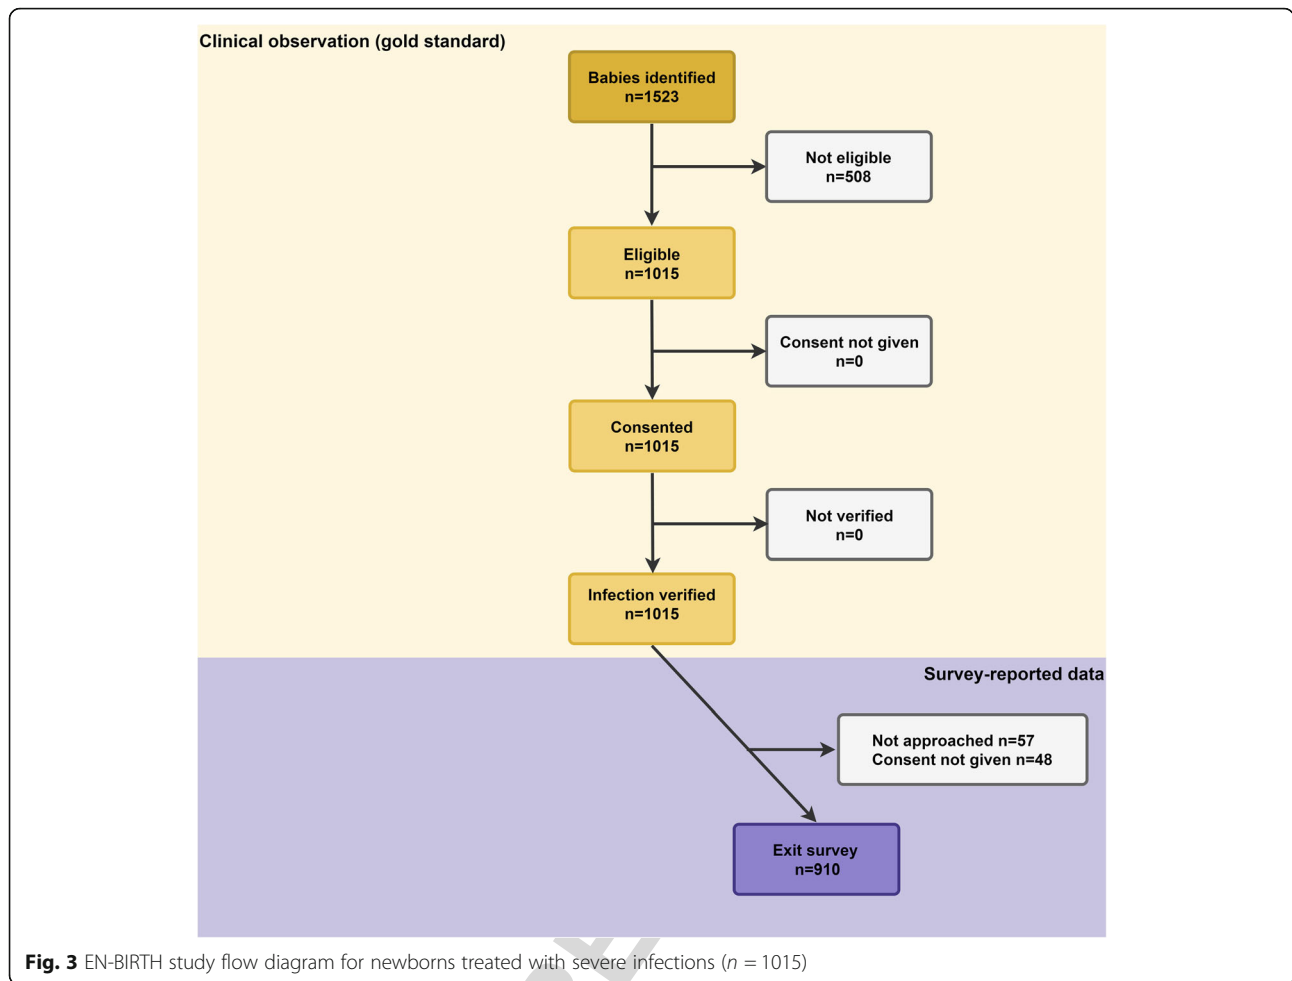 Clinical observation (gold standard)
Babies identified
n=1523
Not eligible
n=508
Eligible
n=1015
Consent not given
n=0
Consented
n=1015
Not verified
n=0
Infection verified
n=1015
Survey-reported data
Not approached n=57
Consent not given n=48
Exit survey
n=910
Fig. 3 EN-BIRTH study flow diagram for newborns treated with severe infections (n = 1015)